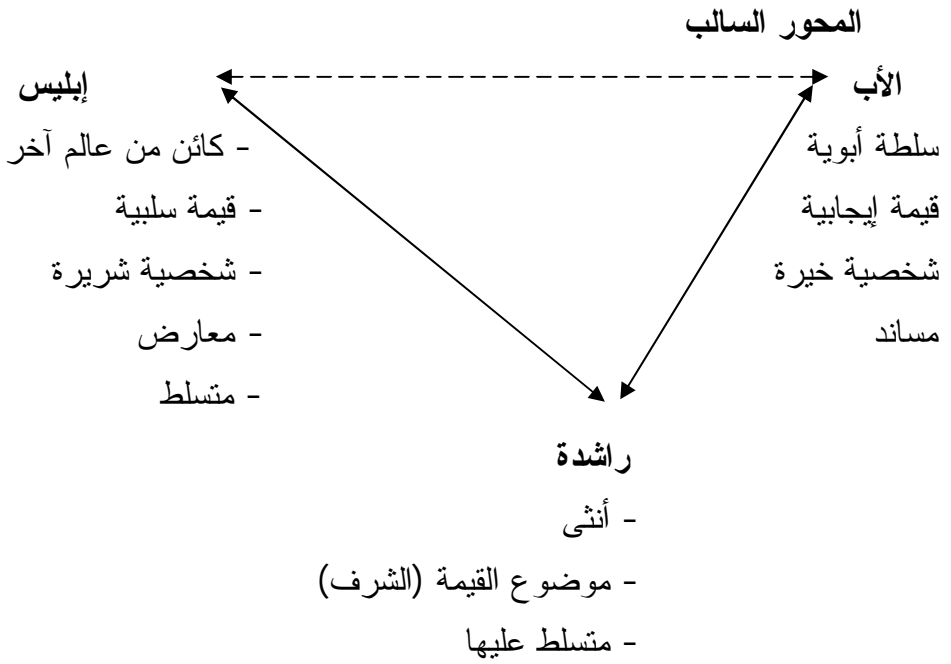 المحور السالب
الأب
إبليس
سلطة أبوية
- كائن من عالم آخر
قيمة إيجابية
- قيمة سلبية
شخصية خيرة
- شخصية شريرة
مساند
- معارض
- متسلط
راشدة
- أنثى
- موضوع القيمة (الشرف)
- متسلط عليها